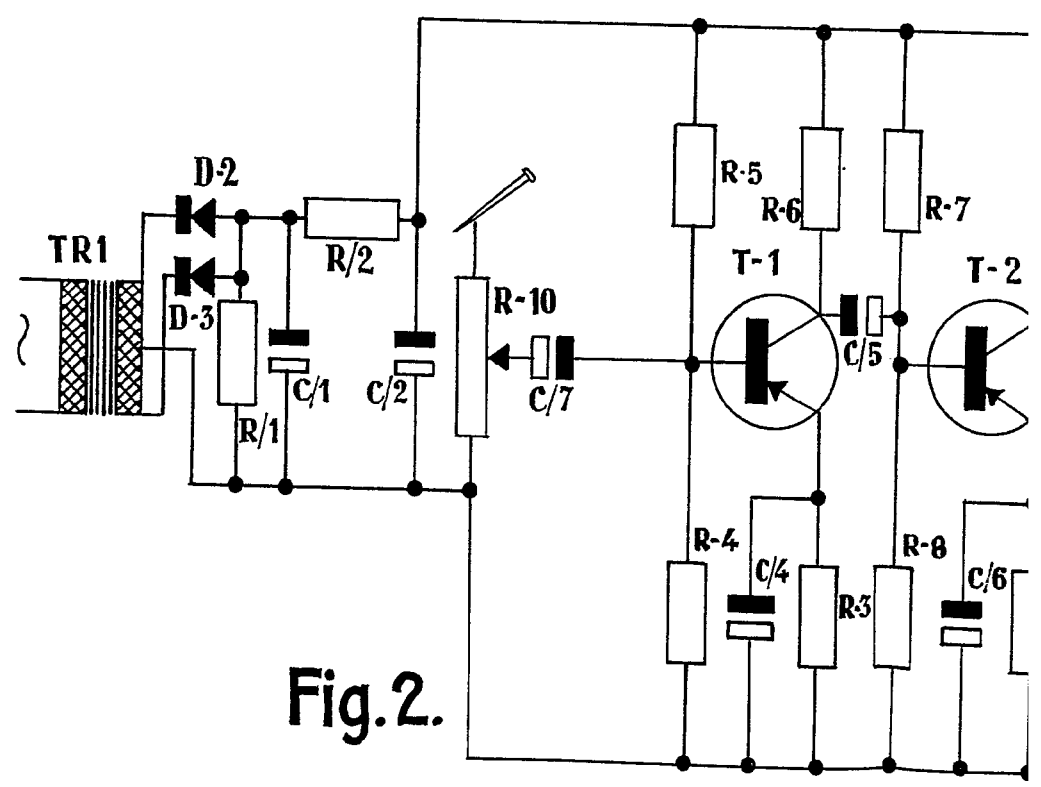 D-2
TR1
D-3
R/1
C/1
R/2
C/2
R-10
C/7
R-5
R-6
R-7
T-1
T-2
C/5
R-4
C/4
R-3
R-8
C/6
Fig. 2.